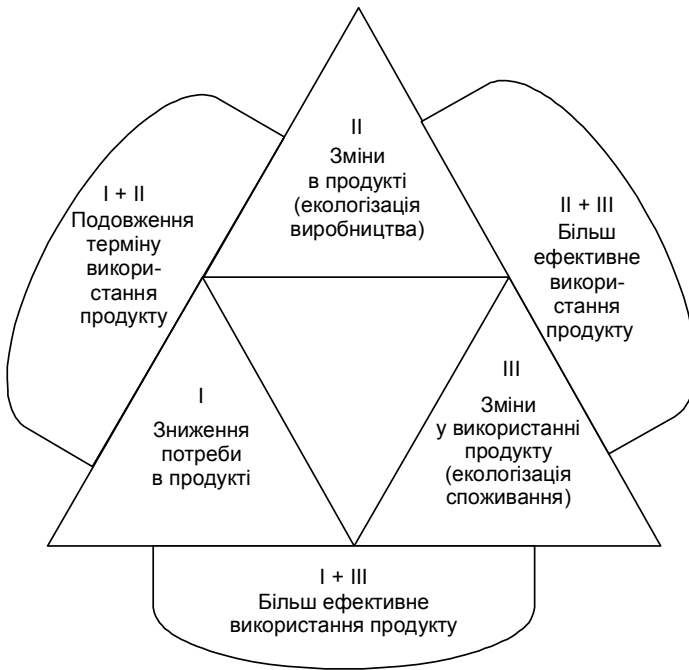 II
Зміни
в продукті
(екологізація
виробництва)
I + II
Подовження
терміну
викори-
стання
продукту
II + III
Більш
ефективне
викори-
стання
продукту
I
Зниження
потреби
в продукті
III
Зміни
у використанні
продукту
(екологізація
споживання)
I + III
Більш ефективне
використання продукту